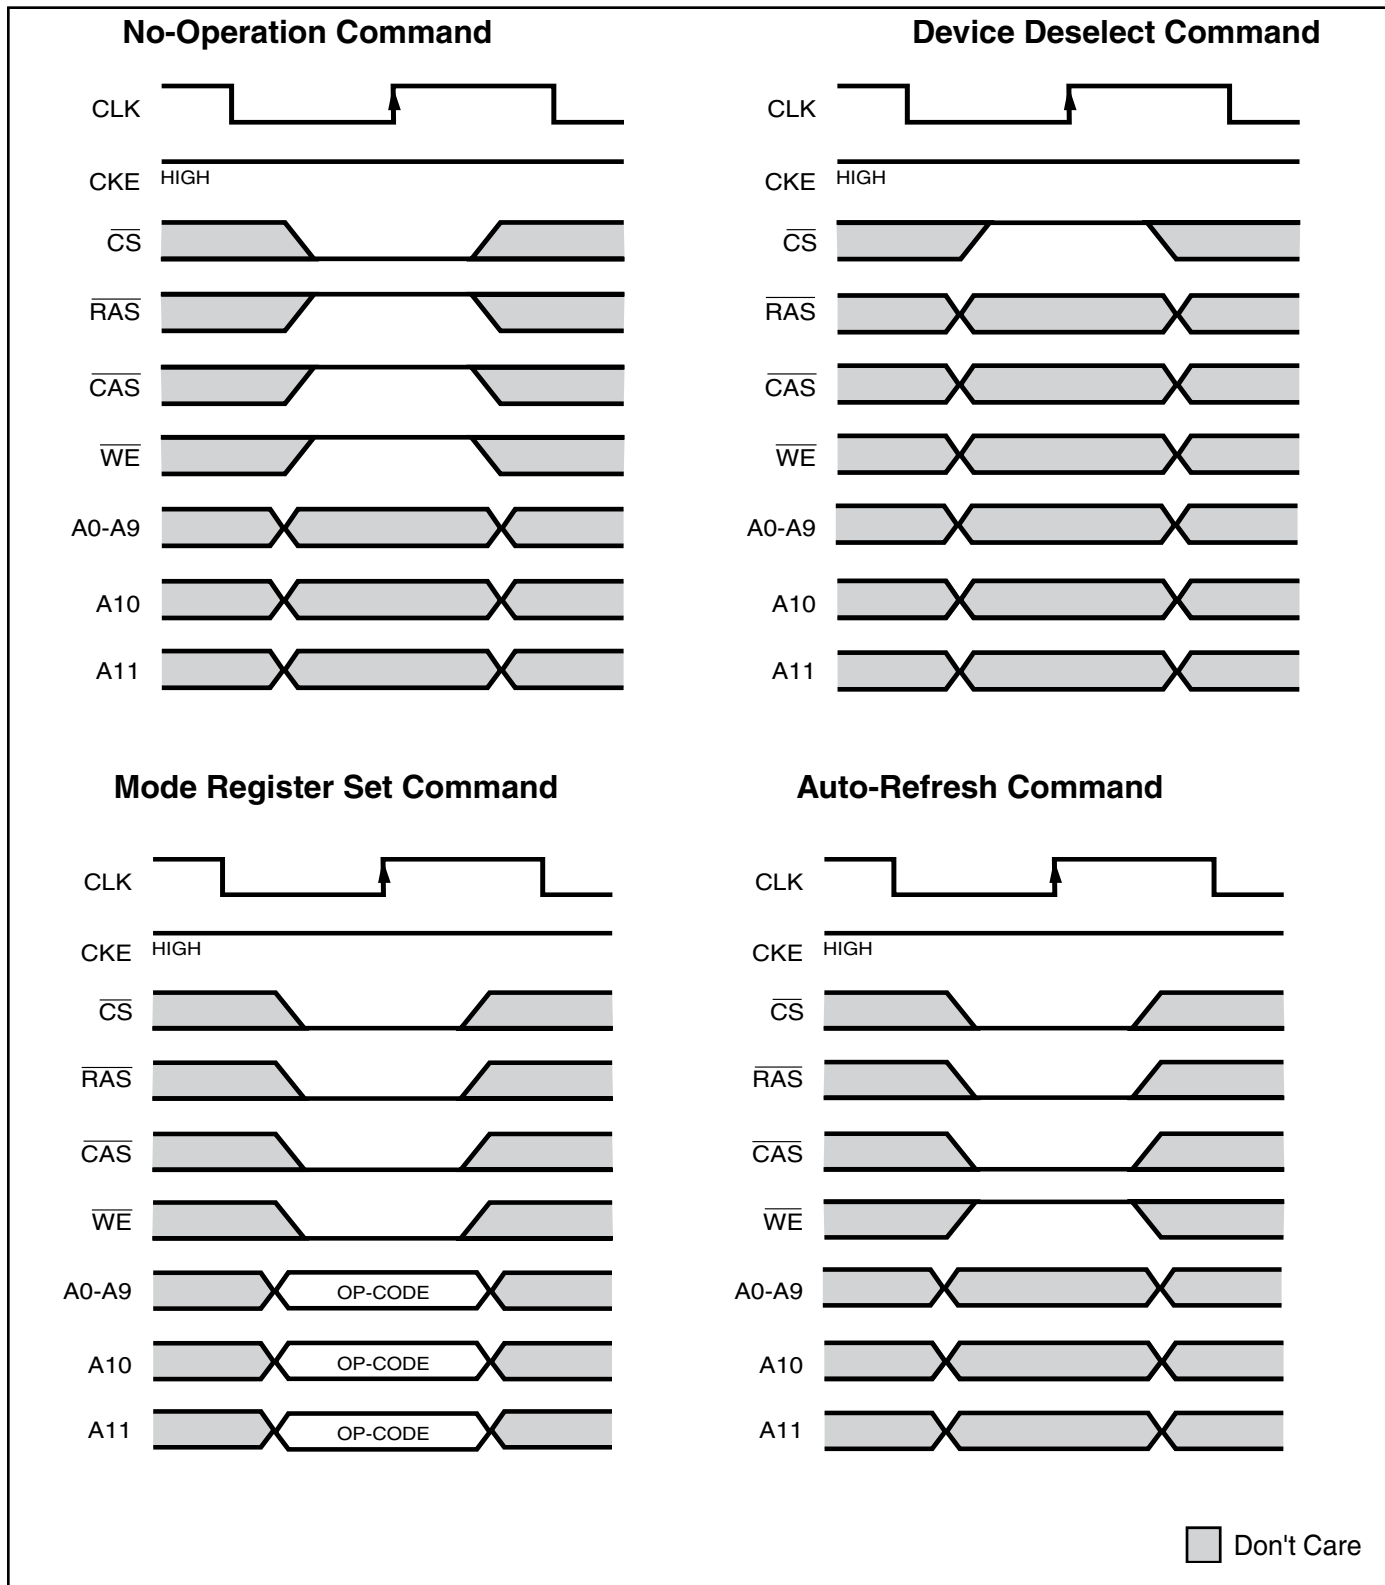 No-Operation Command
CLK
CKE HIGH
CS
RAS
CAS
WE
A0-A9
A10
A11
Device Deselect Command
CLK
CKE HIGH
CS
RAS
CAS
WE
A0-A9
A10
A11
Mode Register Set Command
CLK
CKE HIGH
CS
RAS
CAS
WE
A0-A9 OP-CODE
A10 OP-CODE
A11 OP-CODE
Auto-Refresh Command
CLK
CKE HIGH
CS
RAS
CAS
WE
A0-A9
A10
A11
Don't Care